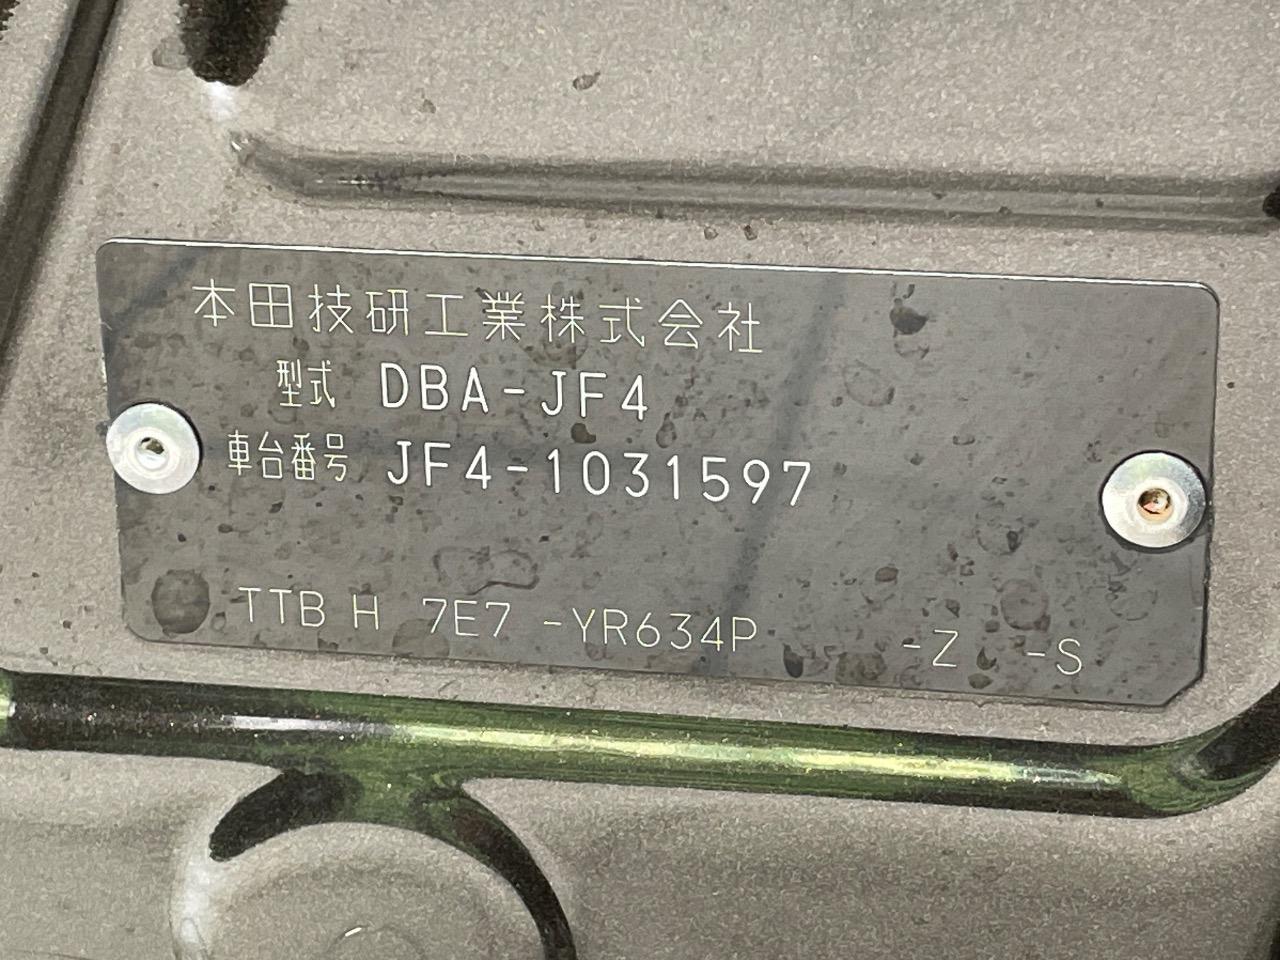 本田技研工業株式会社
型式 DBA-JF4
車台番号 JF4-1031597
TTB H 7E7 -YR634P -Z -S